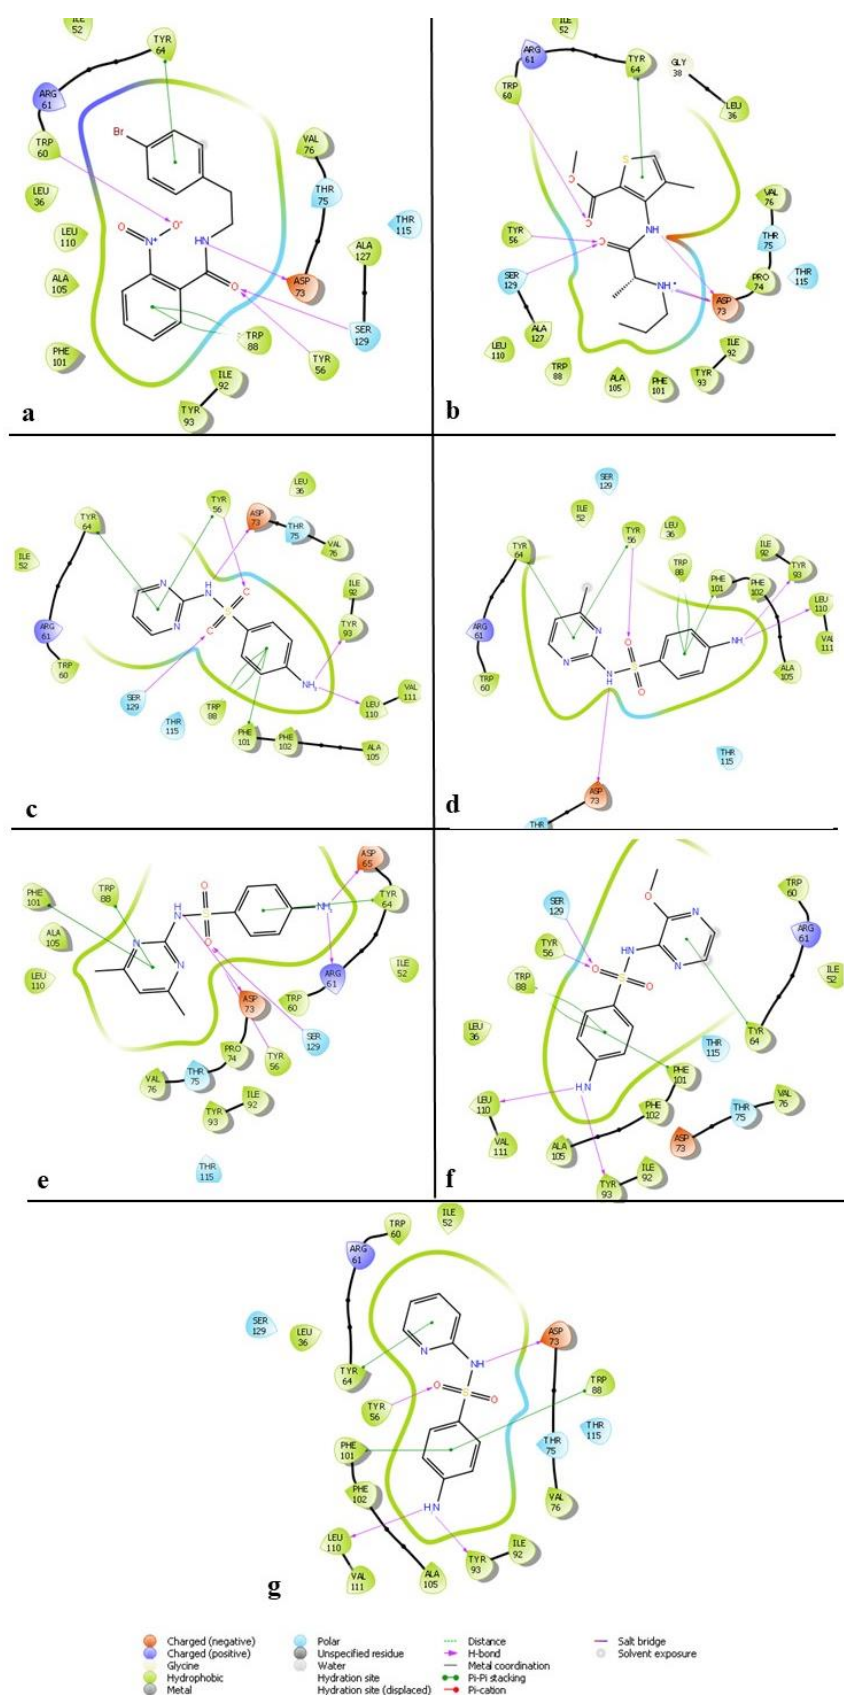 ILE
52
TYR
64
ARG
61
Br
TRP
60
VAL
76
LEU
36
THR
75
THR
115
LEU
110
O⁻
O
N⁺
HN
ALA
127
ALA
105
O
ASP
73
PHE
101
TRP
88
SER
129
TYR
56
ILE
92
TYR
93
a
ILE
52
ARG
61
TYR
64
GLY
38
TRP
60
LEU
36
S
O
O
VAL
76
TYR
56
NH
THR
75
O
SER
129
PRO
74
THR
115
NH
ASP
73
ALA
127
LEU
110
TRP
88
ALA
105
PHE
101
TYR
93
ILE
92
b
LEU
36
TYR
56
ASP
73
TYR
64
THR
75
VAL
76
ILE
52
N
N
NH
S
ILE
92
TYR
93
ARG
61
TRP
60
NH
SER
129
THR
115
TRP
88
LEU
110
VAL
111
PHE
101
PHE
102
ALA
105
c
SER
129
ILE
52
TYR
56
LEU
36
TYR
64
TRP
88
ILE
92
TYR
93
PHE
101
PHE
102
LEU
110
ARG
61
N
N
O
NH
VAL
111
TRP
60
N
H
S
O
ALA
105
THR
115
ASP
73
THR
d
ASP
65
PHE
101
TRP
88
O
NH
S
NH
TYR
64
ALA
105
N
N
O
LEU
110
ARG
61
ILE
52
TRP
60
ASP
73
SER
129
PRO
74
TYR
56
VAL
76
THR
75
TYR
93
ILE
92
THR
115
e
TRP
60
SER
129
O
N
ARG
61
TYR
56
HN
N
O
S
O
ILE
52
TRP
88
LEU
36
TYR
64
THR
115
PHE
101
LEU
110
H₂N
PHE
102
VAL
76
THR
75
VAL
111
ALA
105
ASP
73
ILE
92
TYR
93
f
ILE
52
TRP
60
ARG
61
SER
129
LEU
36
ASP
73
N
NH
TYR
64
O
S
O
TRP
88
TYR
56
THR
115
PHE
101
THR
75
PHE
102
VAL
76
H₂N
LEU
110
ILE
92
TYR
93
VAL
111
ALA
105
g
Charged (negative)
Charged (positive)
Glycine
Hydrophobic
Metal
Polar
Unspecified residue
Water
Hydration site
Hydration site (displaced)
Distance
H-bond
Metal coordination
Pi-Pi stacking
Pi-cation
Salt bridge
Solvent exposure